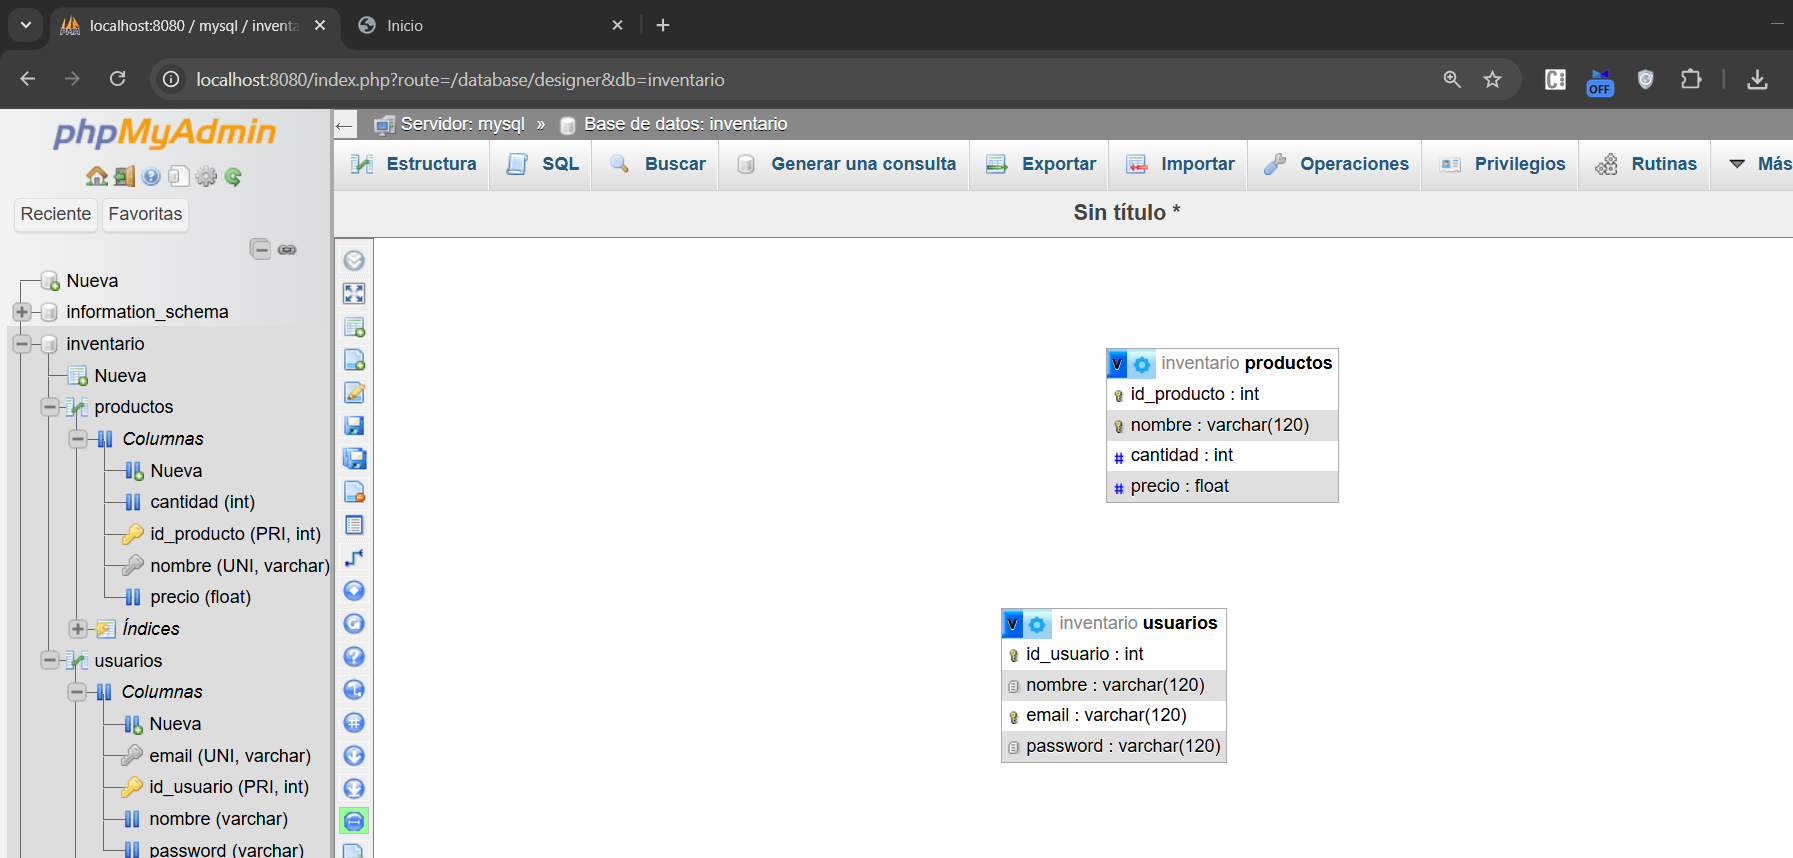 localhost:8080 / mysql / inventa
Inicio
localhost:8080/index.php?route=/database/designer&db=inventario
OFF
phpMyAdmin
Reciente
Favoritas
Nueva
information_schema
inventario
Nueva
productos
Columnas
Nueva
cantidad (int)
id_producto (PRI, int)
nombre (UNI, varchar)
precio (float)
Índices
usuarios
Columnas
Nueva
email (UNI, varchar)
id_usuario (PRI, int)
nombre (varchar)
password (varchar)
Servidor: mysql » Base de datos: inventario
Estructura
SQL
Buscar
Generar una consulta
Exportar
Importar
Operaciones
Privilegios
Rutinas
Más
Sin título *
v inventario productos
id_producto : int
nombre : varchar(120)
# cantidad : int
# precio : float
v inventario usuarios
id_usuario : int
nombre : varchar(120)
email : varchar(120)
password : varchar(120)